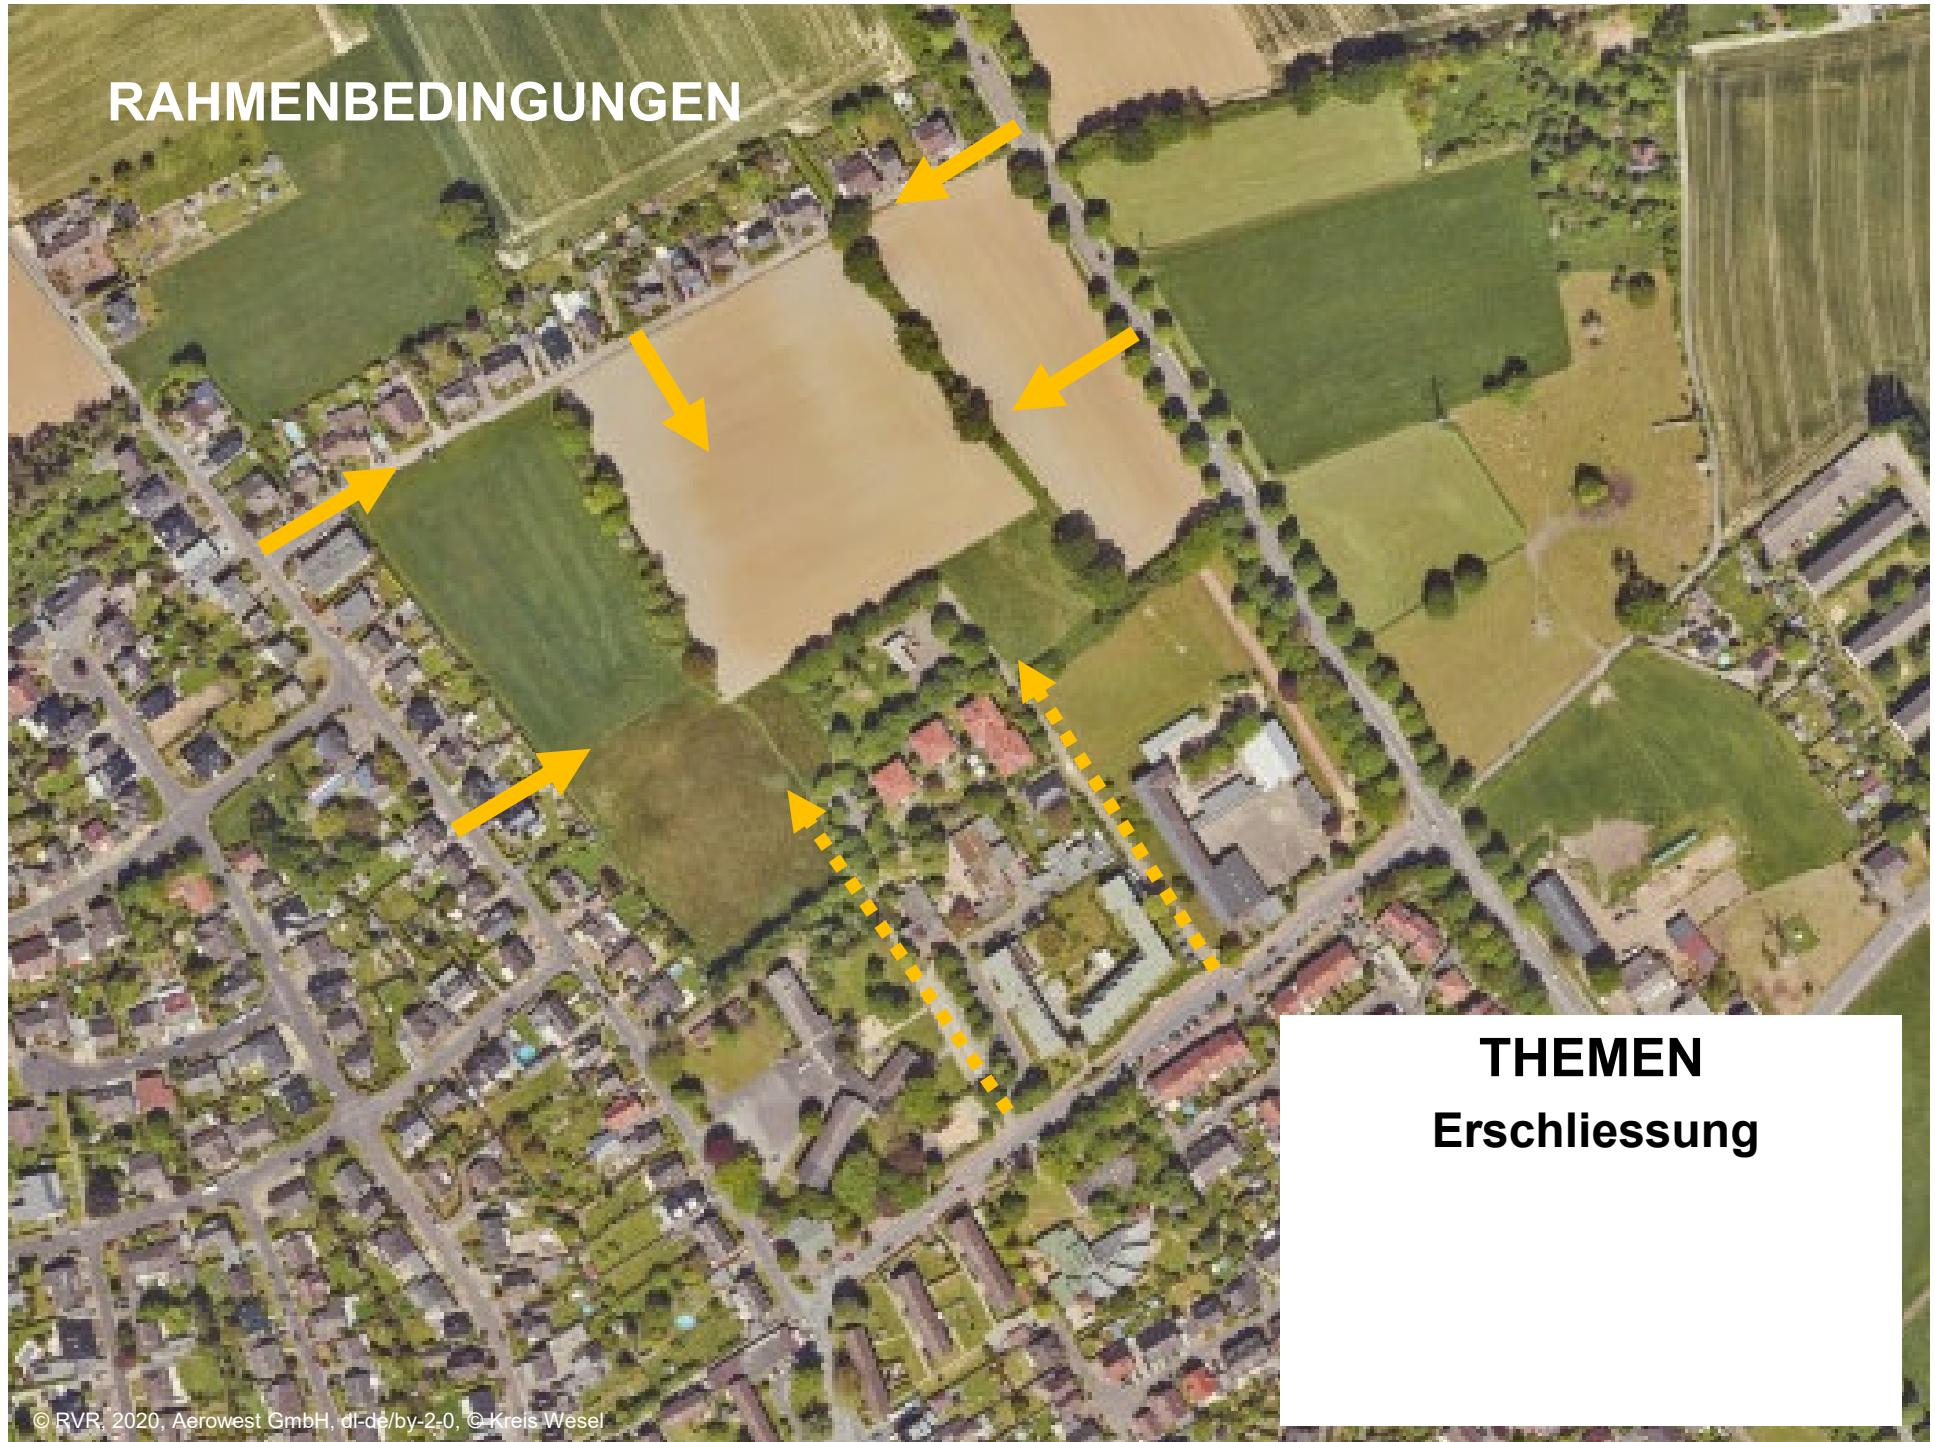 RAHMENBEDINGUNGEN
THEMEN
Erschliessung
© RVR, 2020, Aerowest GmbH, dl-de/by-2-0, © Kreis Wesel